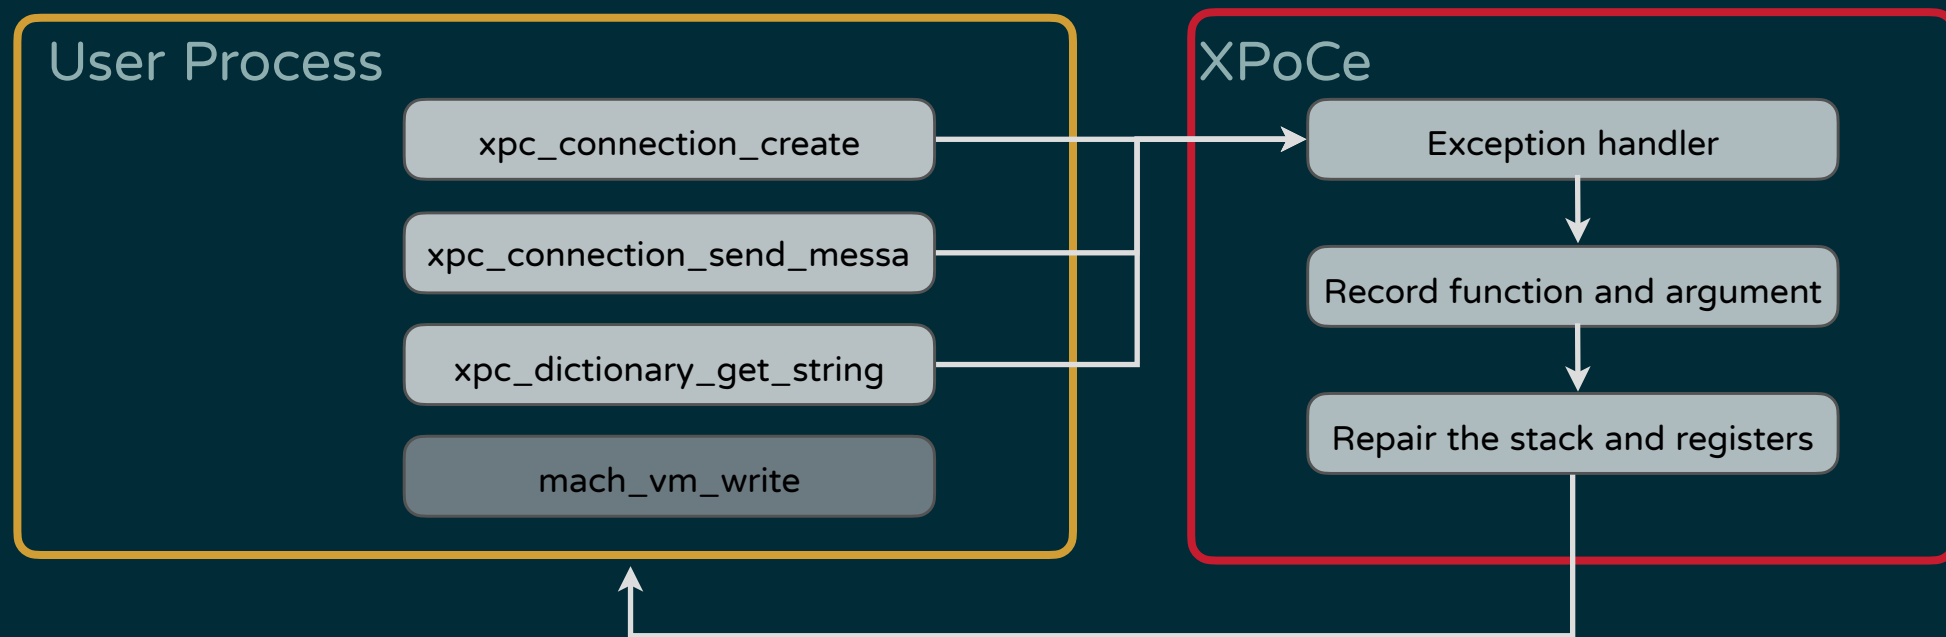 User Process
xpc_connection_create
xpc_connection_send_messa
xpc_dictionary_get_string
mach_vm_write
XPoCe
Exception handler
Record function and argument
Repair the stack and registers